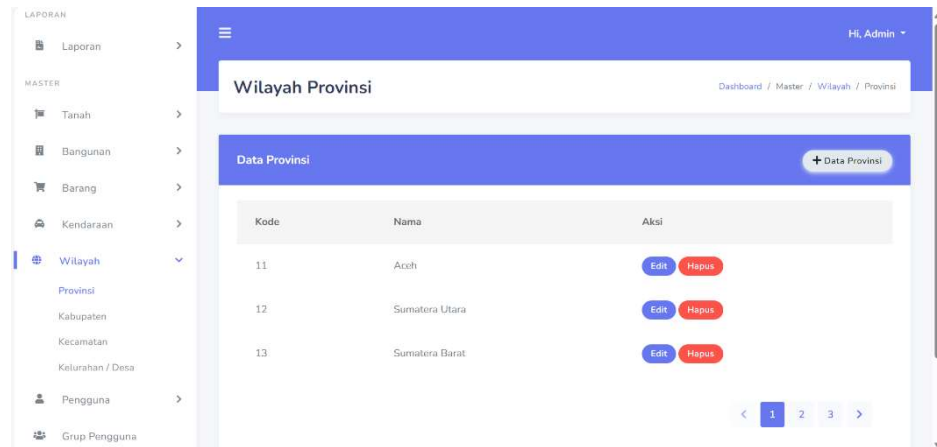 LAPORAN
Laporan
MASTER
Tanah
Bangunan
Barang
Kendaraan
Wilayah
Provinsi
Kabupaten
Kecamatan
Kelurahan / Desa
Pengguna
Grup Pengguna
Hi, Admin
Wilayah Provinsi
Dashboard / Master / Wilayah / Provinsi
Data Provinsi
+ Data Provinsi
Kode Nama Aksi
11 Aceh Edit Hapus
12 Sumatera Utara Edit Hapus
13 Sumatera Barat Edit Hapus
< 1 2 3 >